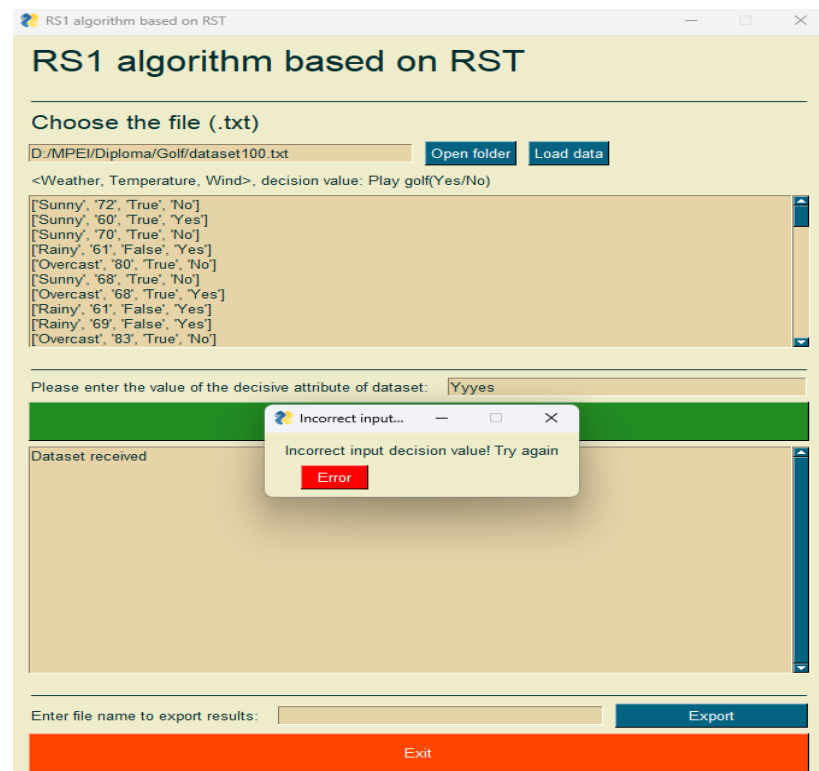 RS1 algorithm based on RST
RS1 algorithm based on RST
Choose the file (.txt)
D:/MPEI/Diploma/Golf/dataset100.txt Open folder Load data
<Weather, Temperature, Wind>, decision value: Play golf(Yes/No)
['Sunny', '72', 'True', 'No']
['Sunny', '60', 'True', 'Yes']
['Sunny', '70', 'True', 'No']
['Rainy', '61', 'False', 'Yes']
['Overcast', '80', 'True', 'No']
['Sunny', '68', 'True', 'No']
['Overcast', '68', 'True', 'Yes']
['Rainy', '61', 'False', 'Yes']
['Rainy', '69', 'False', 'Yes']
['Overcast', '83', 'True', 'No']
Please enter the value of the decisive attribute of dataset: Yyyes
Incorrect input...
Incorrect input decision value! Try again
Error
Dataset received
Enter file name to export results: Export
Exit